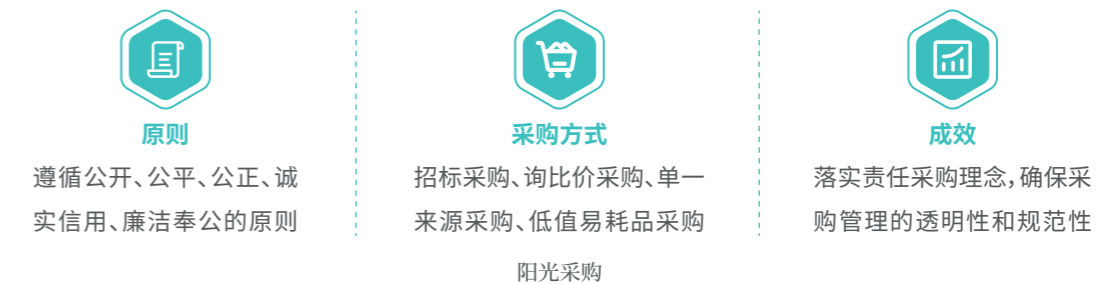 原则
遵循公开、公平、公正、诚
实信用、廉洁奉公的原则
采购方式
招标采购、询比价采购、单一
来源采购、低值易耗品采购
成效
落实责任采购理念，确保采
购管理的透明性和规范性
阳光采购